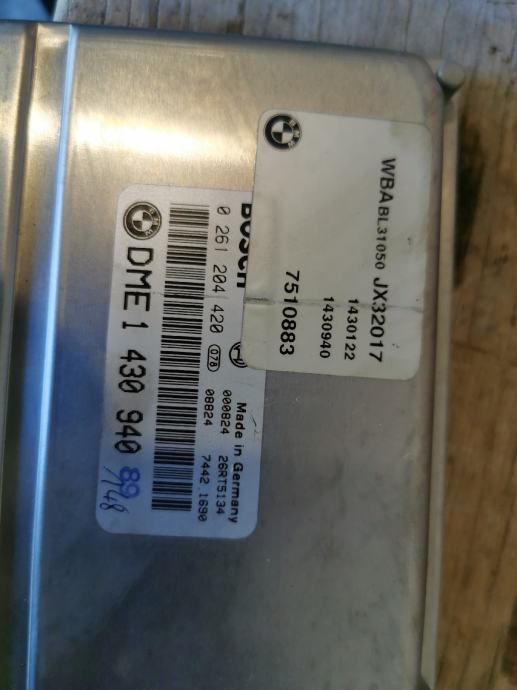 WBABL31050 JX32017
1430122
1430940
7510883
BOSCH
0 261 204 420 078
DME 1 430 940 89
Made in Germany
000824 26RT5134
08824 7442.1690